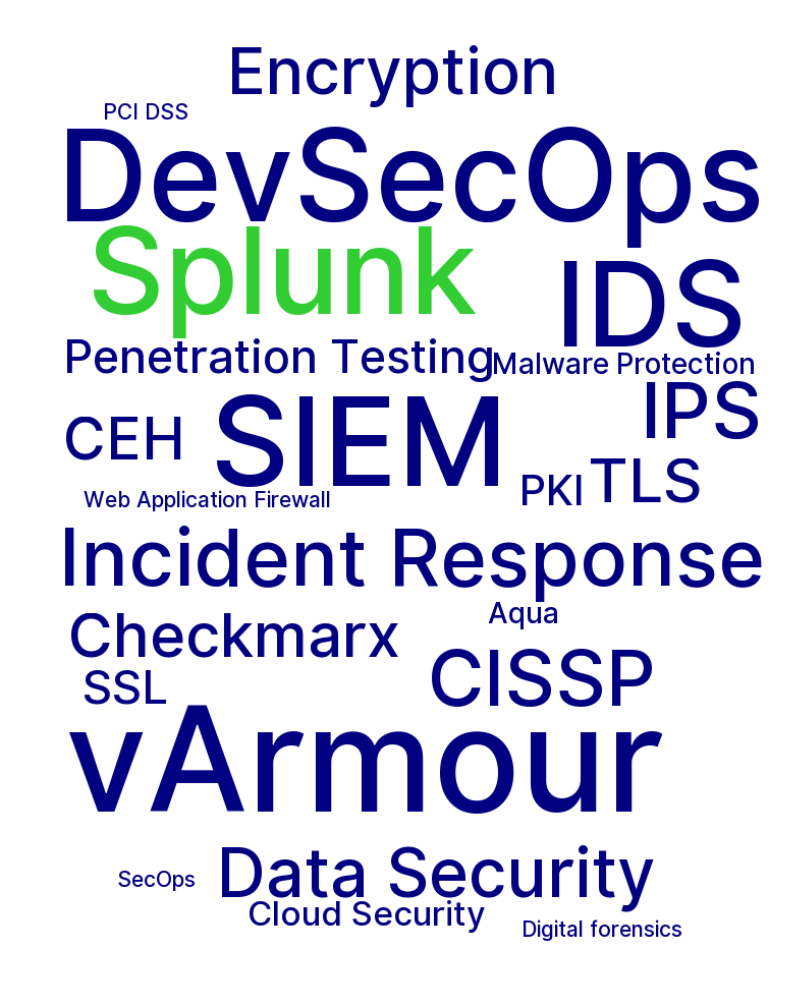 Encryption
PCI DSS
DevSecOps
Splunk
IDS
Penetration Testing
Malware Protection
IPS
CEH
SIEM
TLS
PKI
Web Application Firewall
Incident Response
Aqua
Checkmarx
CISSP
SSL
vArmour
Data Security
SecOps
Cloud Security
Digital forensics